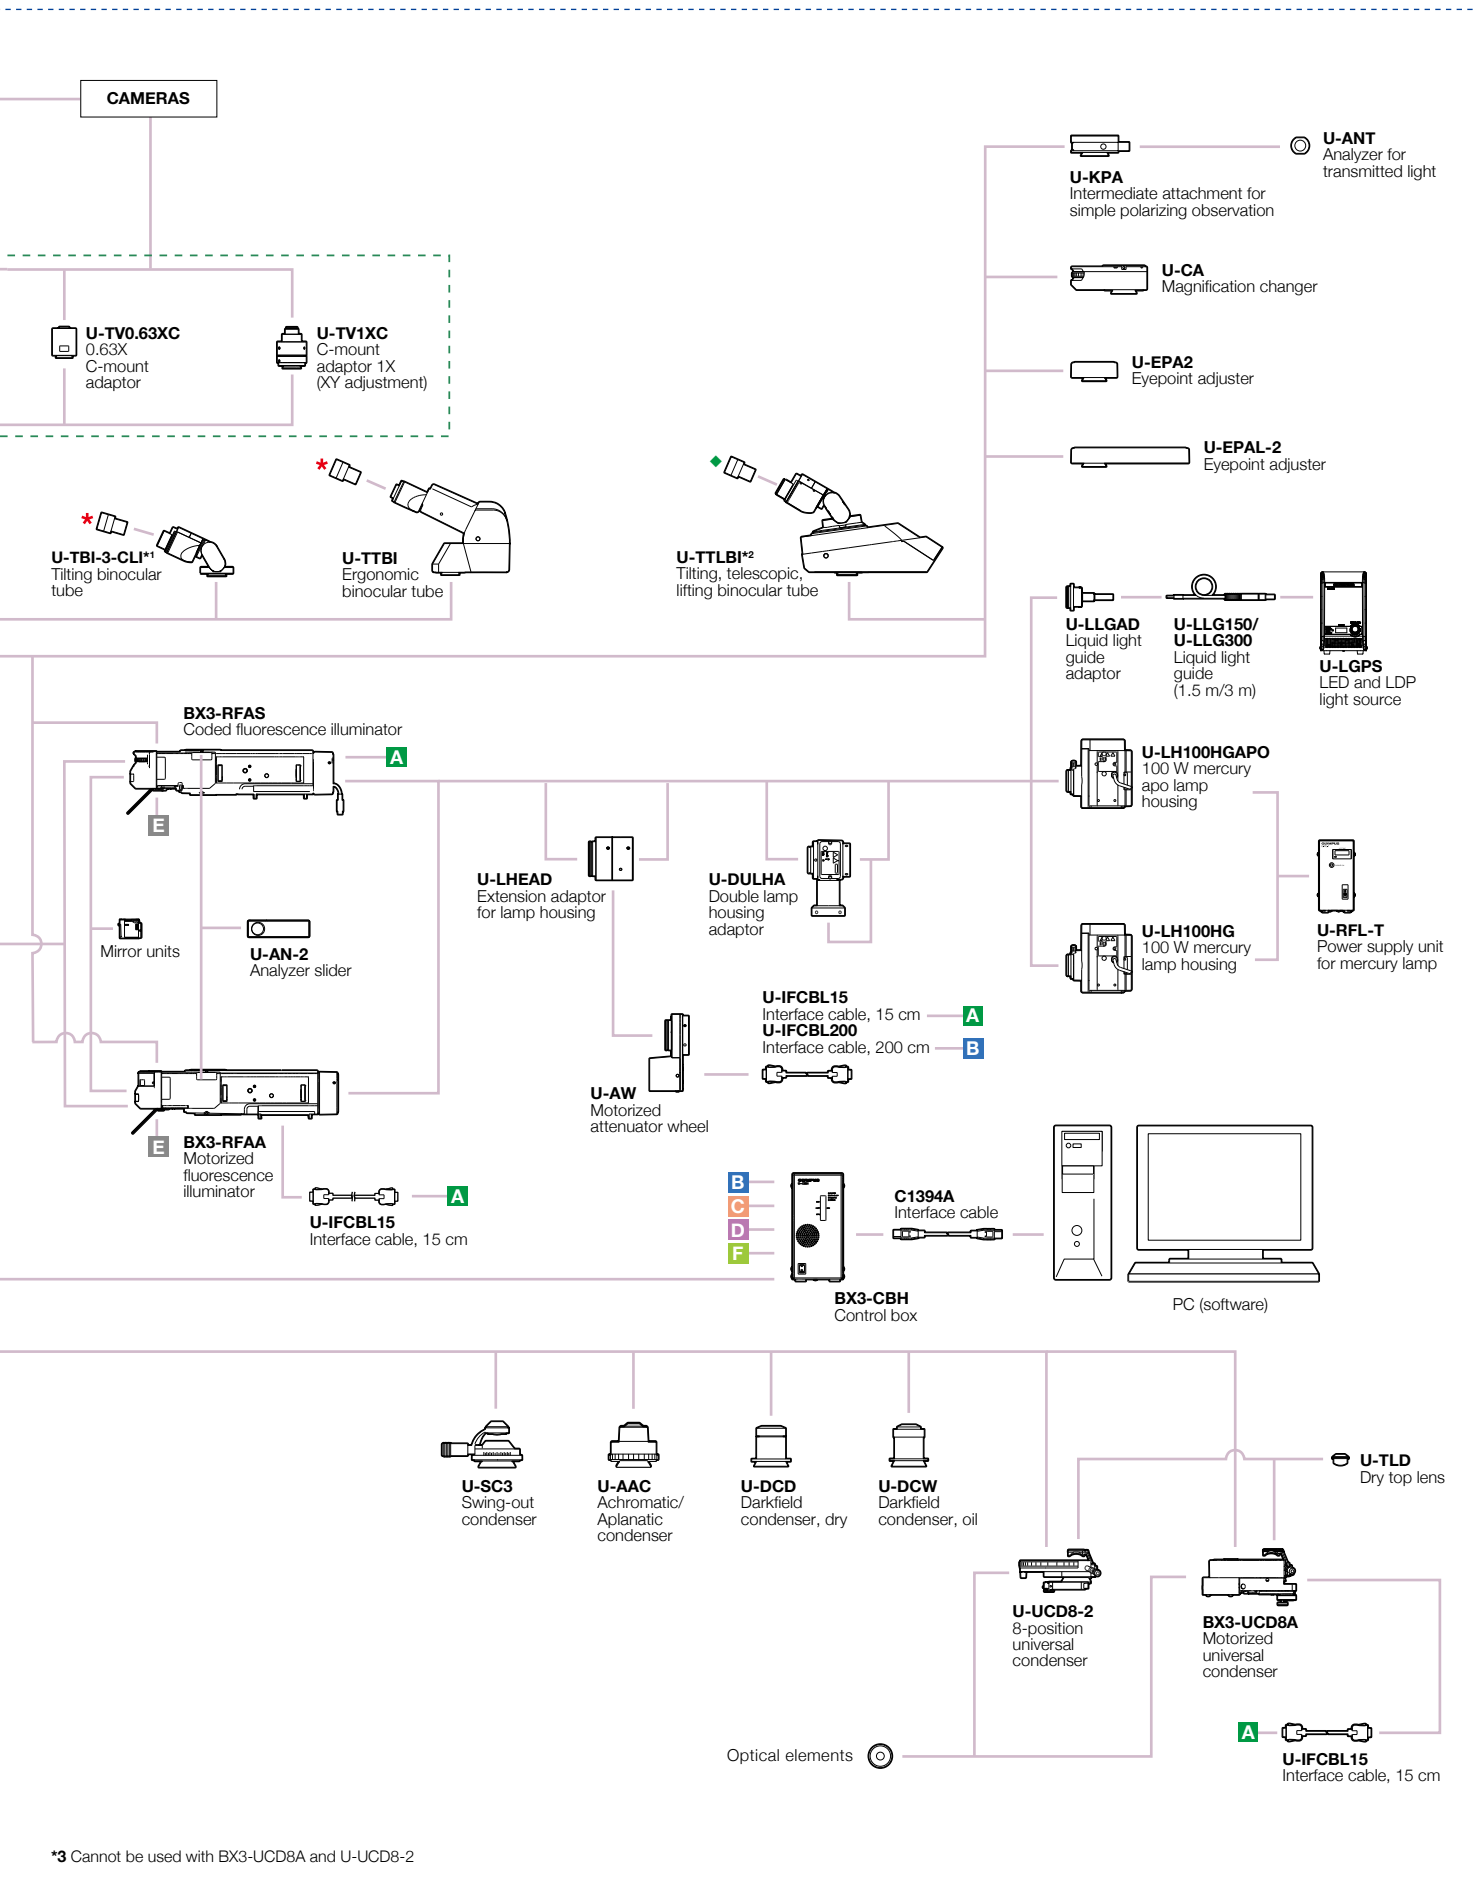 CAMERAS
U-ANT
Analyzer for
transmitted light
U-KPA
Intermediate attachment for
simple polarizing observation
U-CA
Magnification changer
U-TV0.63XC
0.63X
C-mount
adaptor
U-TV1XC
C-mount
adaptor 1X
(XY adjustment)
U-EPA2
Eyepoint adjuster
U-EPAL-2
Eyepoint adjuster
*
*
U-TBI-3-CLI*1
Tilting binocular
tube
U-TTBI
Ergonomic
binocular tube
U-TTLBI*2
Tilting, telescopic,
lifting binocular tube
U-LLGAD
Liquid light
guide
adaptor
U-LLG150/
U-LLG300
Liquid light
guide
(1.5 m/3 m)
U-LGPS
LED and LDP
light source
BX3-RFAS
Coded fluorescence illuminator
A
E
U-LH100HGAPO
100 W mercury
apo lamp
housing
U-LHEAD
Extension adaptor
for lamp housing
U-DULHA
Double lamp
housing
adaptor
Mirror units
U-AN-2
Analyzer slider
U-LH100HG
100 W mercury
lamp housing
U-RFL-T
Power supply unit
for mercury lamp
U-IFCBL15
Interface cable, 15 cm
A
U-IFCBL200
Interface cable, 200 cm
B
U-AW
Motorized
attenuator wheel
E
BX3-RFAA
Motorized
fluorescence
illuminator
A
U-IFCBL15
Interface cable, 15 cm
B
C
D
F
C1394A
Interface cable
BX3-CBH
Control box
PC (software)
U-SC3
Swing-out
condenser
U-AAC
Achromatic/
Aplanatic
condenser
U-DCD
Darkfield
condenser, dry
U-DCW
Darkfield
condenser, oil
U-TLD
Dry top lens
U-UCD8-2
8-position
universal
condenser
BX3-UCD8A
Motorized
universal
condenser
A
U-IFCBL15
Interface cable, 15 cm
Optical elements
*3 Cannot be used with BX3-UCD8A and U-UCD8-2